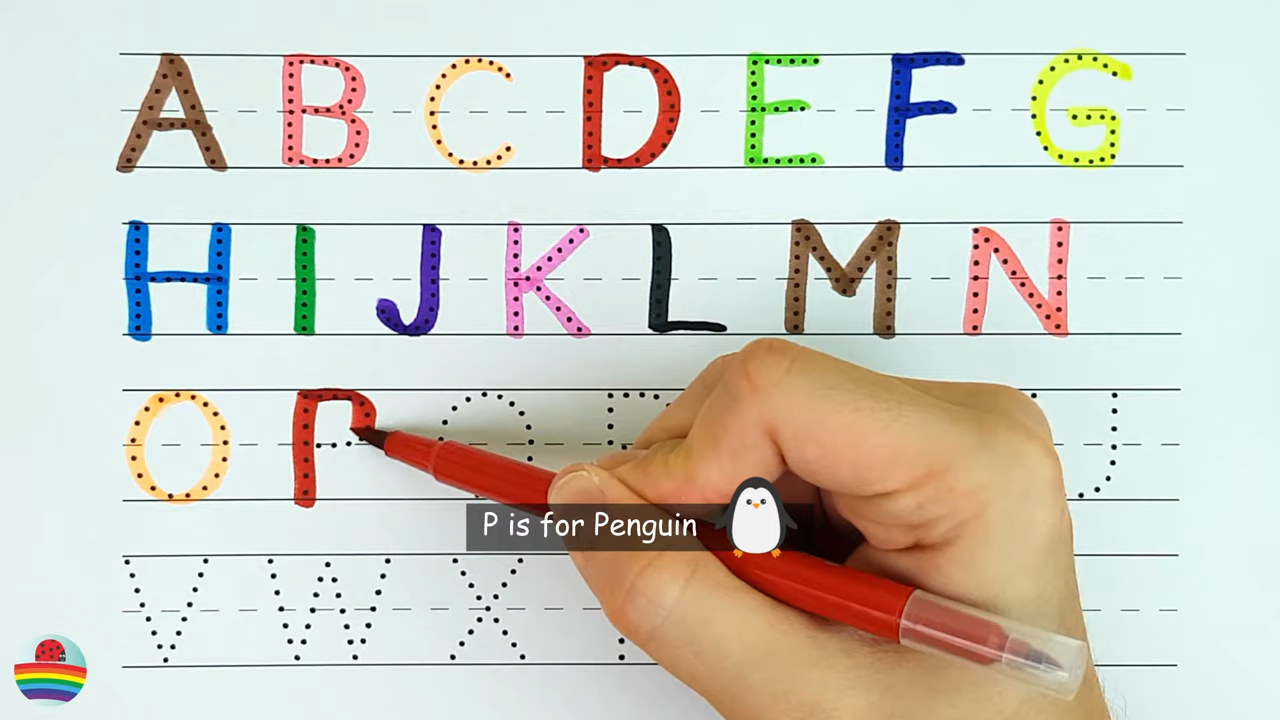 A B C D E F G
H I J K L M N
O P Q
P is for Penguin
V W X